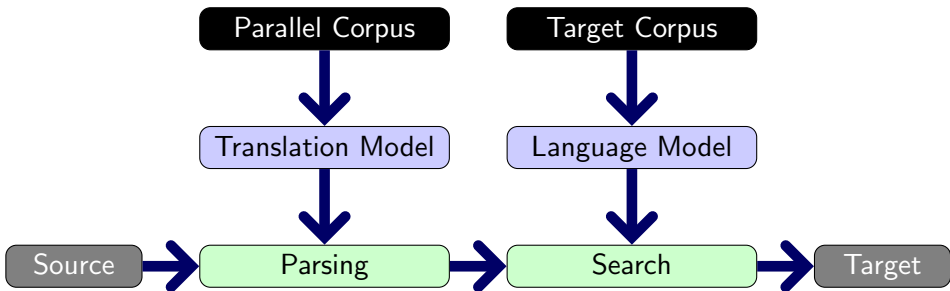 Parallel Corpus
Target Corpus
Translation Model
Language Model
Source
Parsing
Search
Target